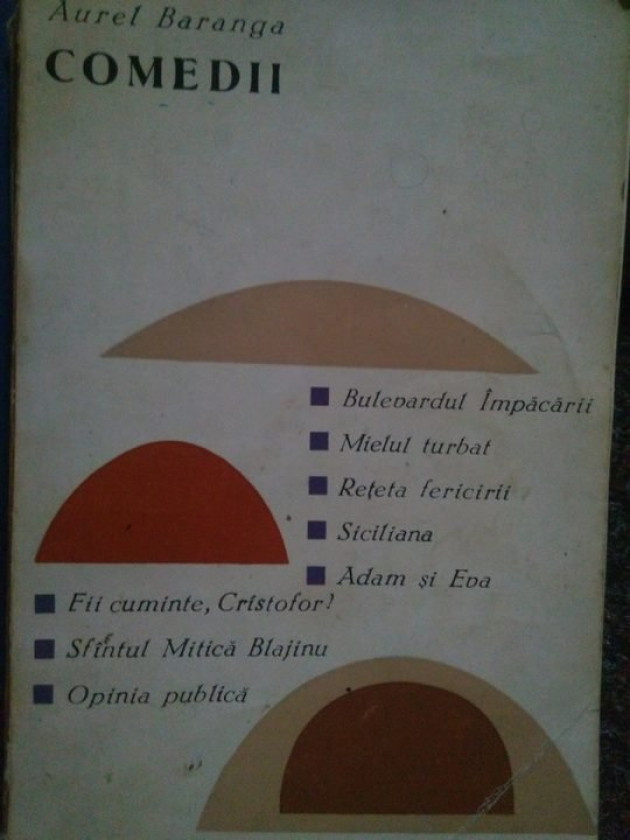 Aurel Baranga
COMEDII
Bulevardul Împăcării
Mielul turbat
Rețeta fericirii
Siciliana
Adam și Eva
Fii cuminte, Cristofor!
Sfîntul Mitică Blajinu
Opinia publică